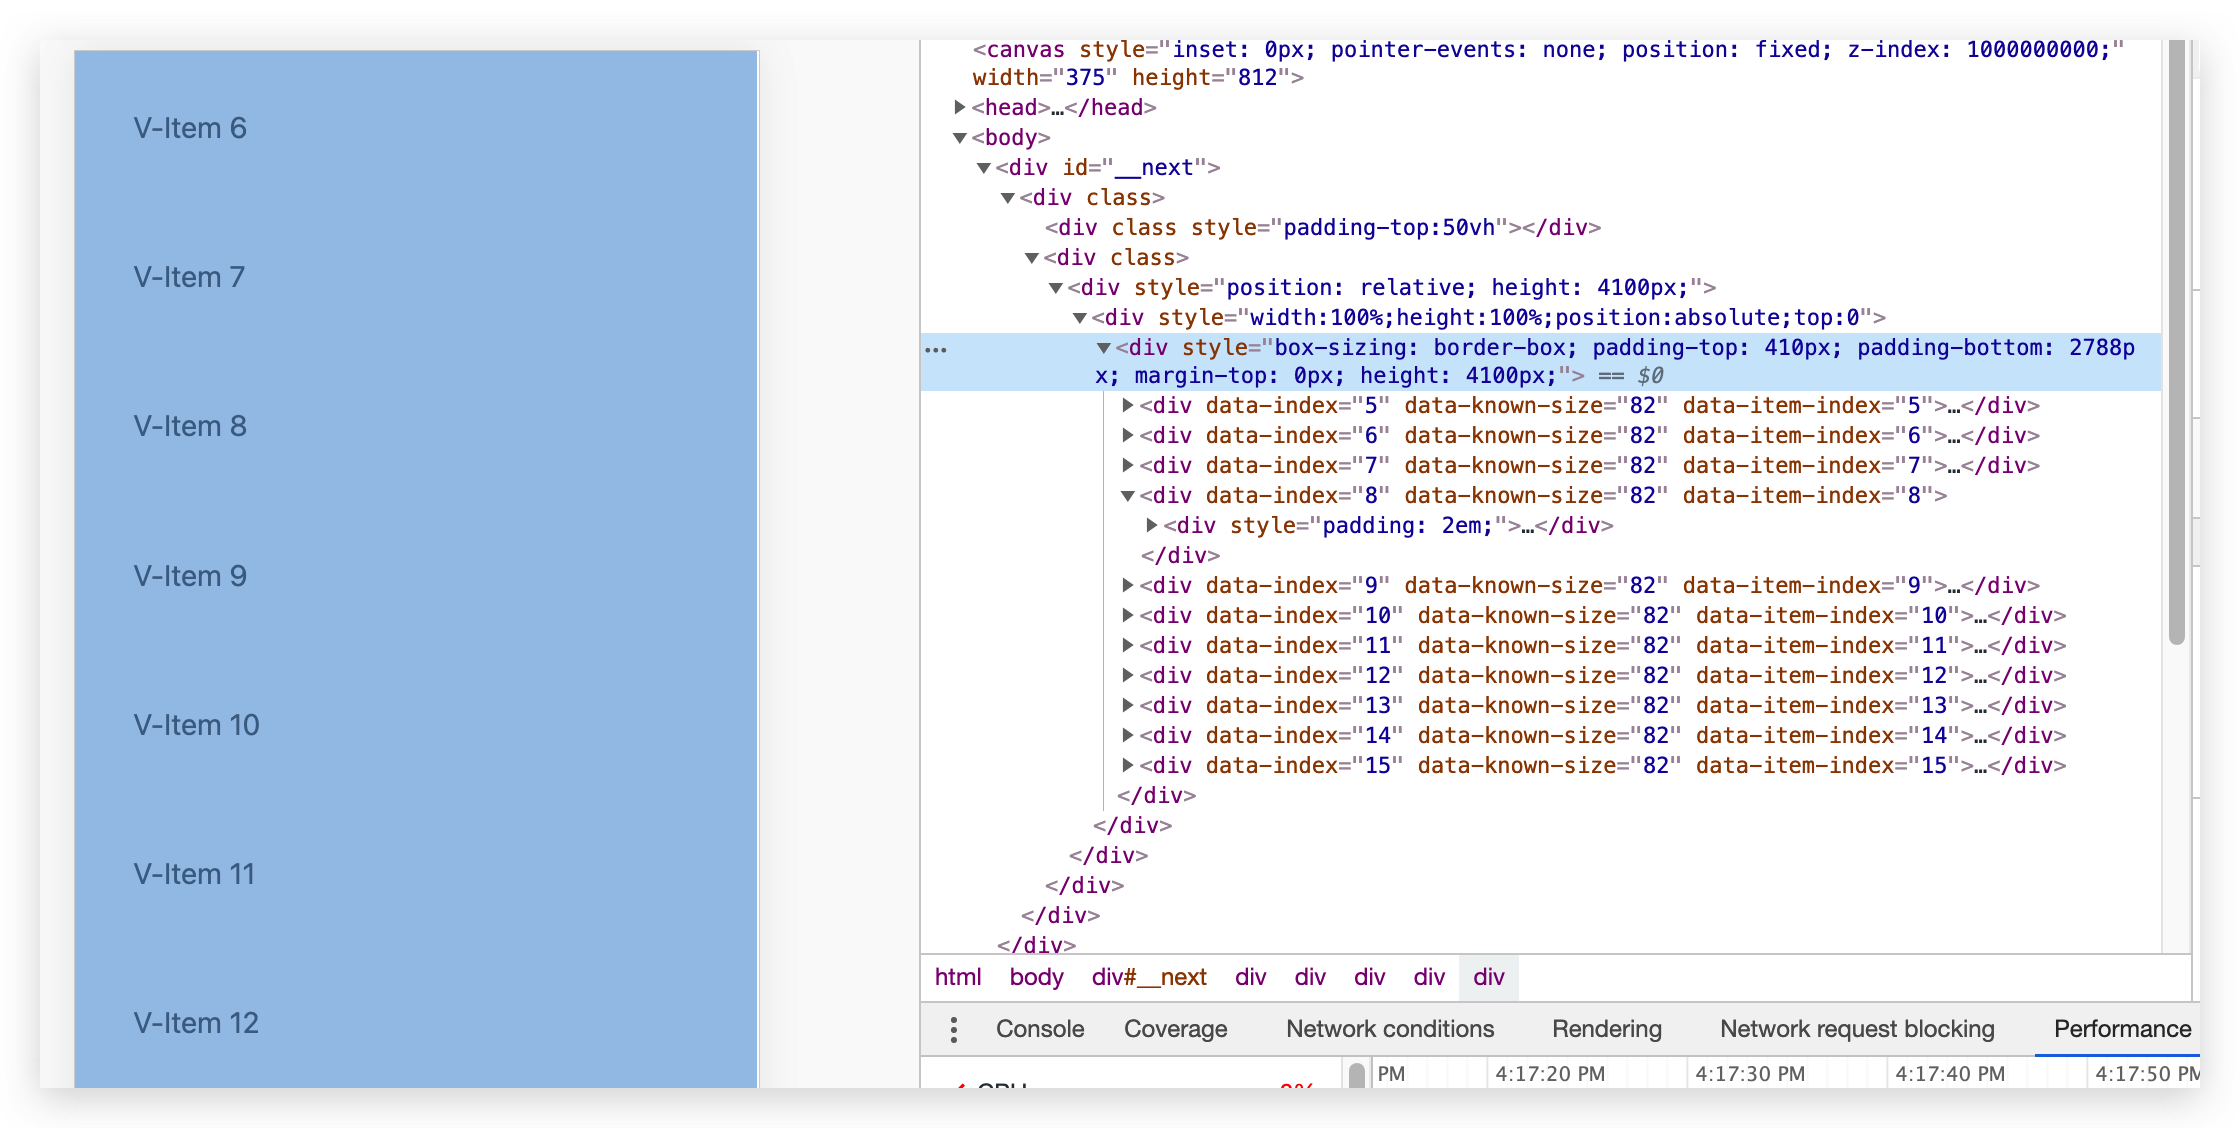 V-Item 6
V-Item 7
V-Item 8
V-Item 9
V-Item 10
V-Item 11
V-Item 12
<canvas style="inset: 0px; pointer-events: none; position: fixed; z-index: 1000000000;"
width="375" height="812">
<head>…</head>
<body>
<div id="__next">
<div class>
<div class style="padding-top:50vh"></div>
<div class>
<div style="position: relative; height: 4100px;">
<div style="width:100%;height:100%;position:absolute;top:0">
<div style="box-sizing: border-box; padding-top: 410px; padding-bottom: 2788p
x; margin-top: 0px; height: 4100px;"> == $0
<div data-index="5" data-known-size="82" data-item-index="5">…</div>
<div data-index="6" data-known-size="82" data-item-index="6">…</div>
<div data-index="7" data-known-size="82" data-item-index="7">…</div>
<div data-index="8" data-known-size="82" data-item-index="8">
<div style="padding: 2em;">…</div>
</div>
<div data-index="9" data-known-size="82" data-item-index="9">…</div>
<div data-index="10" data-known-size="82" data-item-index="10">…</div>
<div data-index="11" data-known-size="82" data-item-index="11">…</div>
<div data-index="12" data-known-size="82" data-item-index="12">…</div>
<div data-index="13" data-known-size="82" data-item-index="13">…</div>
<div data-index="14" data-known-size="82" data-item-index="14">…</div>
<div data-index="15" data-known-size="82" data-item-index="15">…</div>
</div>
</div>
</div>
</div>
</div>
</div>
html body div#__next div div div div div
Console Coverage Network conditions Rendering Network request blocking Performance
PM 4:17:20 PM 4:17:30 PM 4:17:40 PM 4:17:50 PM